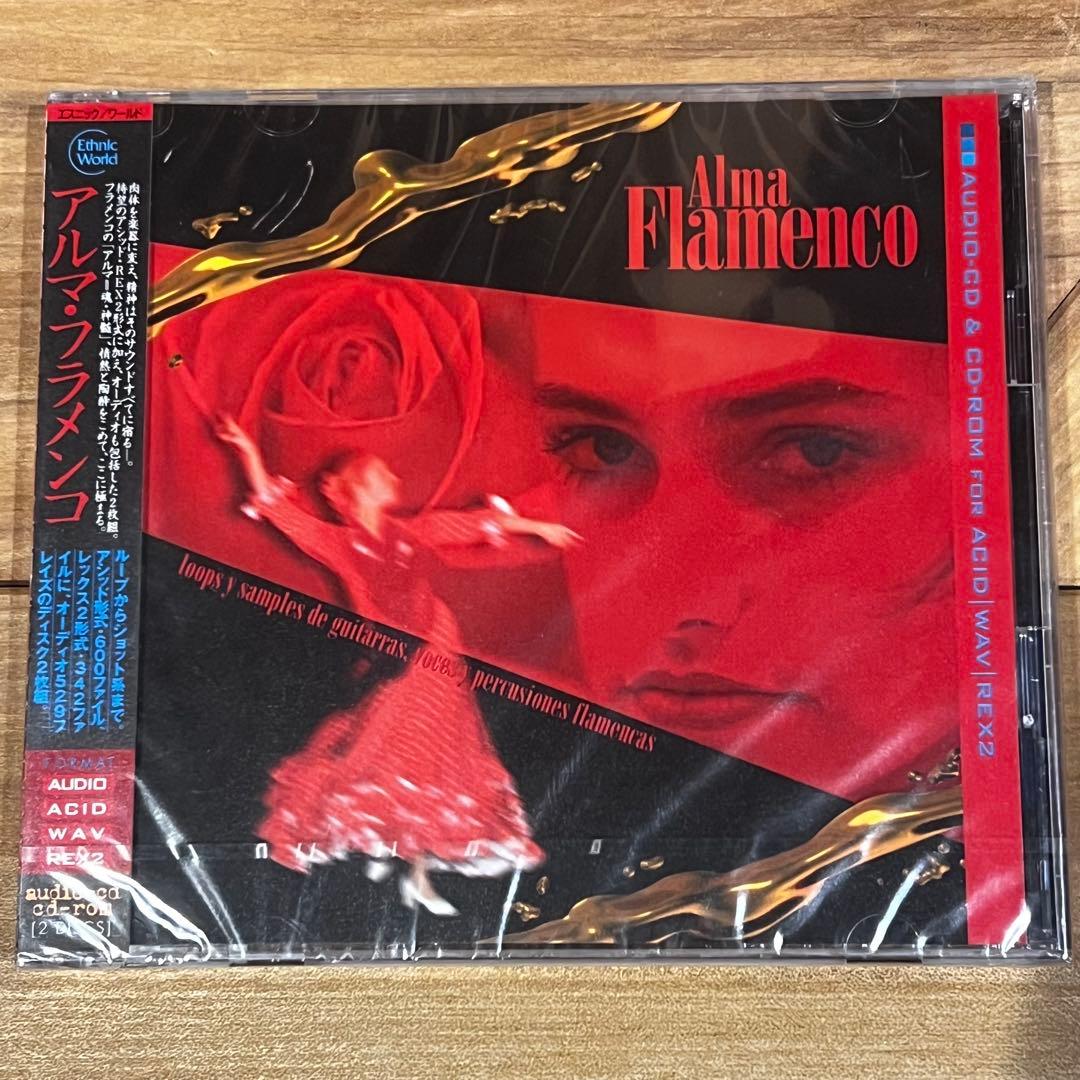 エスニック/ワールド
Ethnic
World
アルマ・フラメンコ
肉体を楽器に変え、精神はそのサウンドすべてに宿る—。
待望のアシッド・REX2形式に加え、オーディオも包括した2枚組。
フラメンコの「アルマー魂・神髄」、憤然と陶酔をこめて、ここに極まる。
ループからショット系まで。
アシッド形式・600ファイル、
レックス2形式・342ファ
イルに、オーディオ529フ
レイズのディスク2枚組。
FORMAT
AUDIO
ACID
WAV
REX2
audio-cd
cd-rom
[2 DISCS]
Alma
Flamenco
loops y samples de guitarras, voces y percusiones flamencas
AUDIO-CD & CD-ROM FOR ACID|WAV|REX2